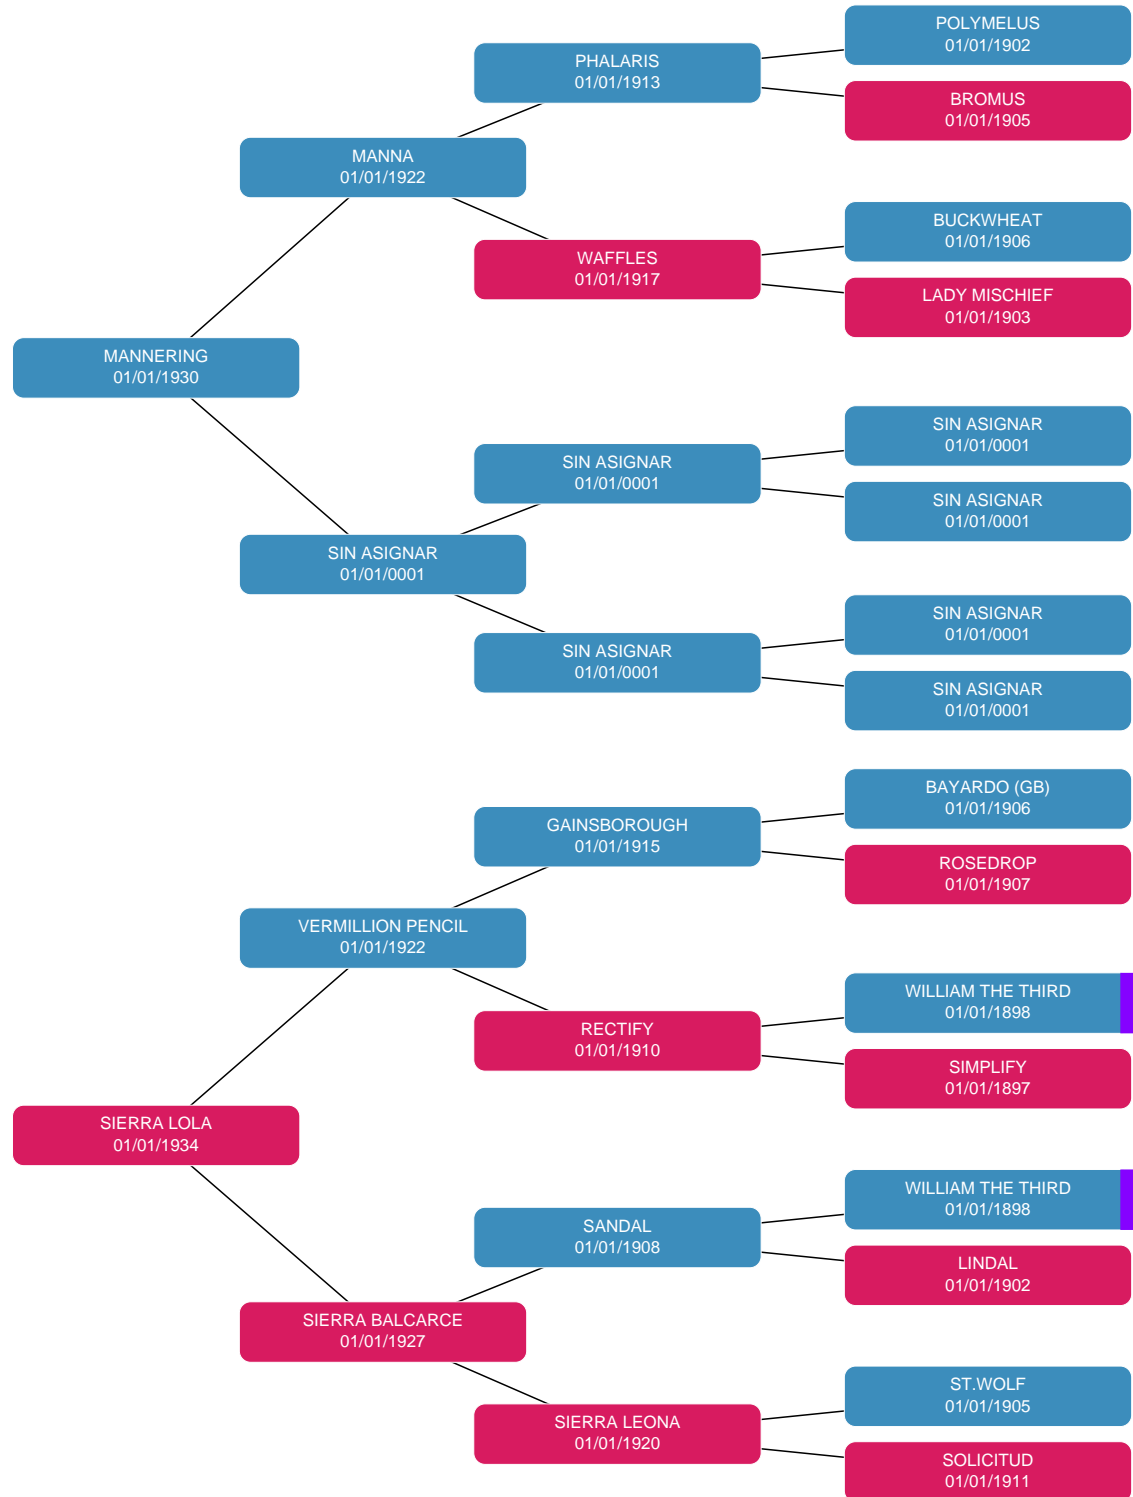 POLYMELUS
01/01/1902
PHALARIS
01/01/1913
BROMUS
01/01/1905
MANNA
01/01/1922
BUCKWHEAT
01/01/1906
WAFFLES
01/01/1917
LADY MISCHIEF
01/01/1903
MANNERING
01/01/1930
SIN ASIGNAR
01/01/0001
SIN ASIGNAR
01/01/0001
SIN ASIGNAR
01/01/0001
SIN ASIGNAR
01/01/0001
SIN ASIGNAR
01/01/0001
SIN ASIGNAR
01/01/0001
SIN ASIGNAR
01/01/0001
BAYARDO (GB)
01/01/1906
GAINSBOROUGH
01/01/1915
ROSEDROP
01/01/1907
VERMILLION PENCIL
01/01/1922
WILLIAM THE THIRD
01/01/1898
RECTIFY
01/01/1910
SIMPLIFY
01/01/1897
SIERRA LOLA
01/01/1934
WILLIAM THE THIRD
01/01/1898
SANDAL
01/01/1908
LINDAL
01/01/1902
SIERRA BALCARCE
01/01/1927
ST.WOLF
01/01/1905
SIERRA LEONA
01/01/1920
SOLICITUD
01/01/1911